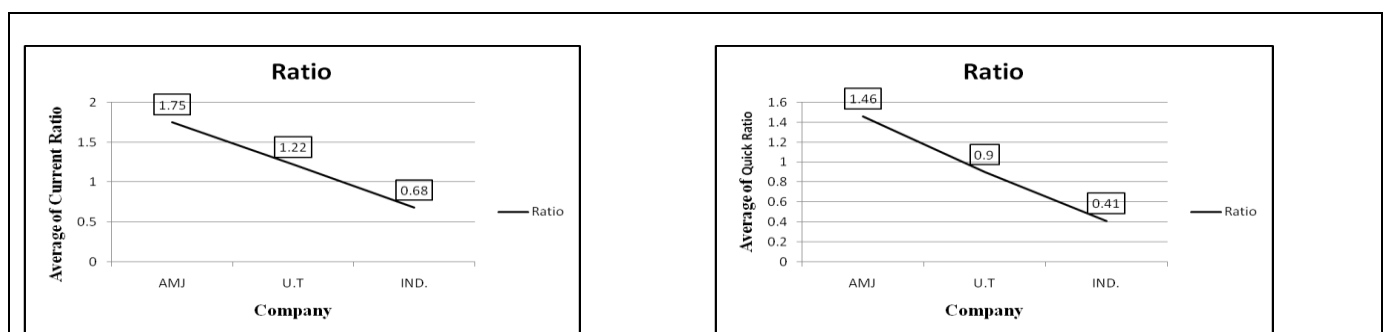 Ratio
Average of Current Ratio
2
1.5
1
0.5
0
1.75
1.22
0.68
AMJ U.T IND.
Company
Ratio
Ratio
Average of Quick Ratio
1.6
1.4
1.2
1
0.8
0.6
0.4
0.2
0
1.46
0.9
0.41
AMJ U.T IND.
Company
Ratio